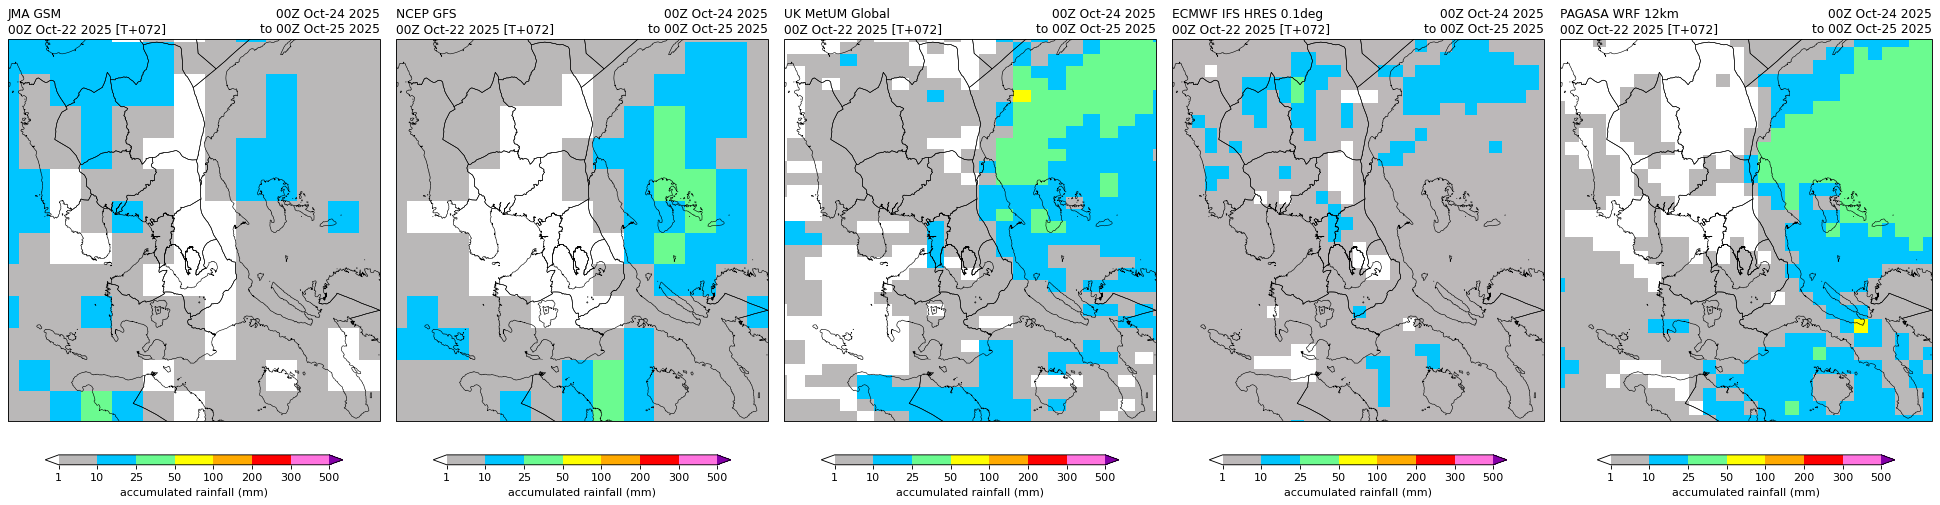 JMA GSM 00Z Oct-24 2025
00Z Oct-22 2025 [T+072] to 00Z Oct-25 2025
NCEP GFS 00Z Oct-24 2025
00Z Oct-22 2025 [T+072] to 00Z Oct-25 2025
UK MetUM Global 00Z Oct-24 2025
00Z Oct-22 2025 [T+072] to 00Z Oct-25 2025
ECMWF IFS HRES 0.1deg 00Z Oct-24 2025
00Z Oct-22 2025 [T+072] to 00Z Oct-25 2025
PAGASA WRF 12km 00Z Oct-24 2025
00Z Oct-22 2025 [T+072] to 00Z Oct-25 2025
1 10 25 50 100 200 300 500
accumulated rainfall (mm)
1 10 25 50 100 200 300 500
accumulated rainfall (mm)
1 10 25 50 100 200 300 500
accumulated rainfall (mm)
1 10 25 50 100 200 300 500
accumulated rainfall (mm)
1 10 25 50 100 200 300 500
accumulated rainfall (mm)